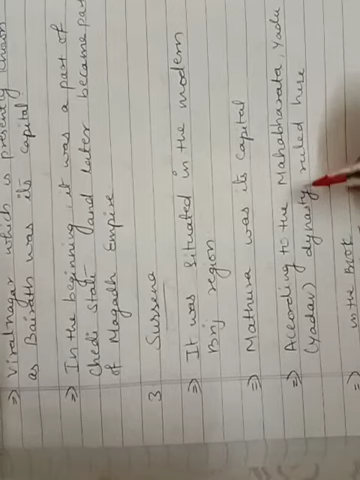 =) Viratnagar which is presently known
as Bairath was its capital
=) In the beginning, it was a part of
Chedi state and later became part
of Magadh Empire
3. Sursena
=) It was situated in the modern
Brij region
=) Mathura was its capital
=) According to the Mahabharata, Yadu
(yadav) dynasty ruled here
=)
in the Book